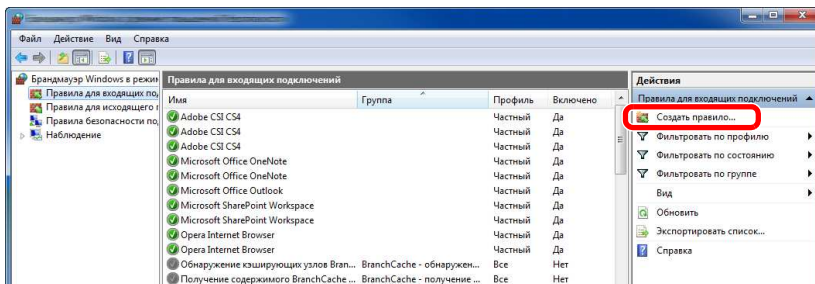 Файл Действие Вид Справка
Брандмауэр Windows в режим
Правила для входящих по
Правила для исходящего г
Правила безопасности по
Наблюдение
Правила для входящих подключений
Имя Группа Профиль Включено
Adobe CSI CS4 Частный Да
Adobe CSI CS4 Частный Да
Adobe CSI CS4 Частный Да
Microsoft Office OneNote Частный Да
Microsoft Office OneNote Частный Да
Microsoft Office Outlook Частный Да
Microsoft SharePoint Workspace Частный Да
Microsoft SharePoint Workspace Частный Да
Opera Internet Browser Частный Да
Opera Internet Browser Частный Да
Обнаружение кэширующих узлов Bran... BranchCache - обнаружен... Все Нет
Получение содержимого BranchCache ... BranchCache - получение ... Все Нет
Действия
Правила для входящих подключений
Создать правило...
Фильтровать по профилю
Фильтровать по состоянию
Фильтровать по группе
Вид
Обновить
Экспортировать список...
Справка